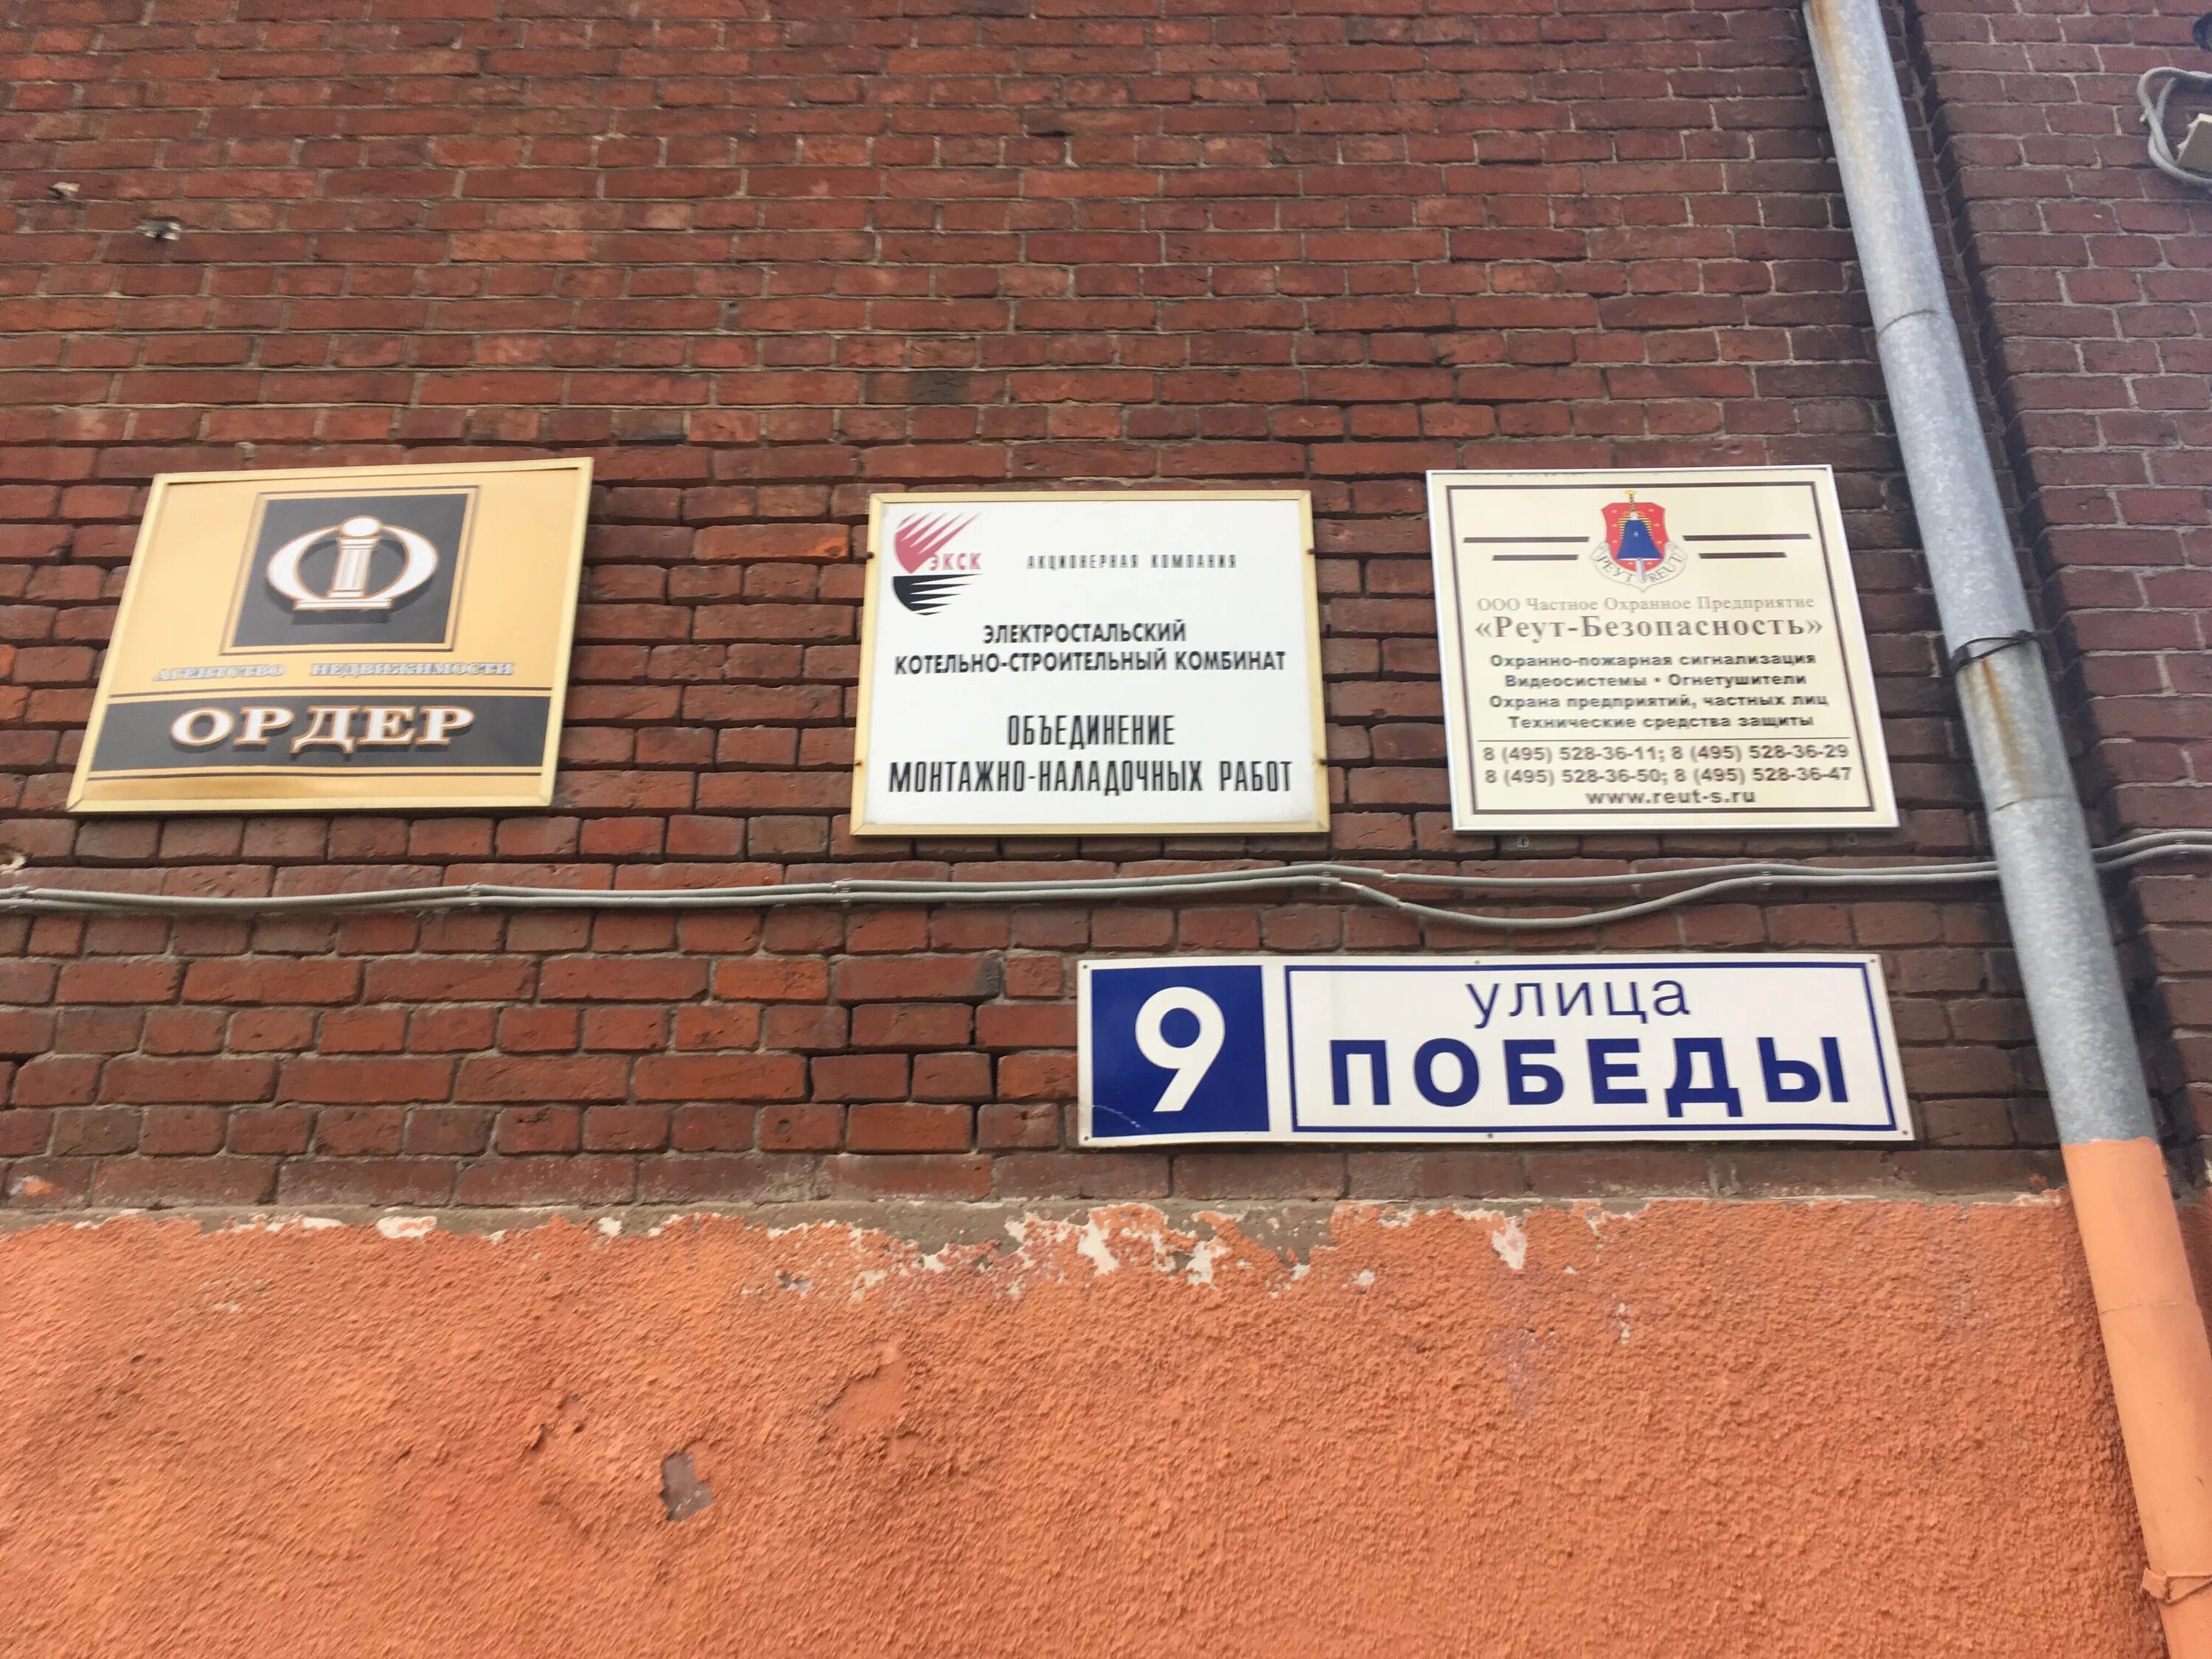 АГЕНТСТВО НЕДВИЖИМОСТИ
ОРДЕР
ЭКСК
АКЦИОНЕРНАЯ КОМПАНИЯ
ЭЛЕКТРОСТАЛЬСКИЙ
КОТЕЛЬНО-СТРОИТЕЛЬНЫЙ КОМБИНАТ
ОБЪЕДИНЕНИЕ
МОНТАЖНО-НАЛАДОЧНЫХ РАБОТ
РЕУТ REUT
ООО Частное Охранное Предприятие
«Реут-Безопасность»
Охранно-пожарная сигнализация
Видеосистемы • Огнетушители
Охрана предприятий, частных лиц
Технические средства защиты
8 (495) 528-36-11; 8 (495) 528-36-29
8 (495) 528-36-50; 8 (495) 528-36-47
www.reut-s.ru
9
улица
ПОБЕДЫ